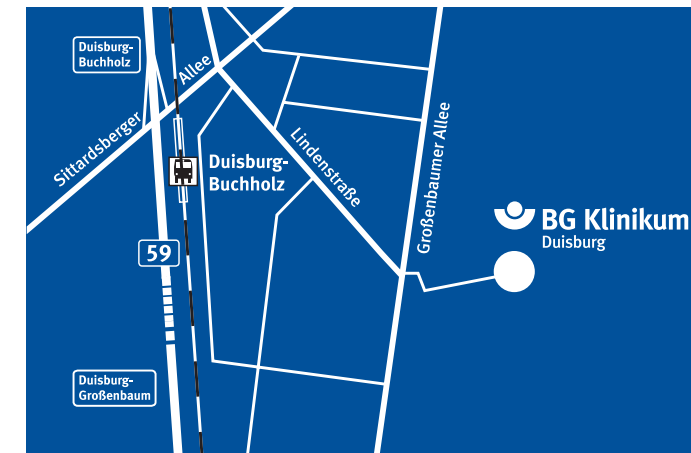 Duisburg-
Buchholz
Allee
Sittardsberger
Lindenstraße
Großenbaumer Allee
Duisburg-
Buchholz
BG Klinikum
Duisburg
59
Duisburg-
Großenbaum